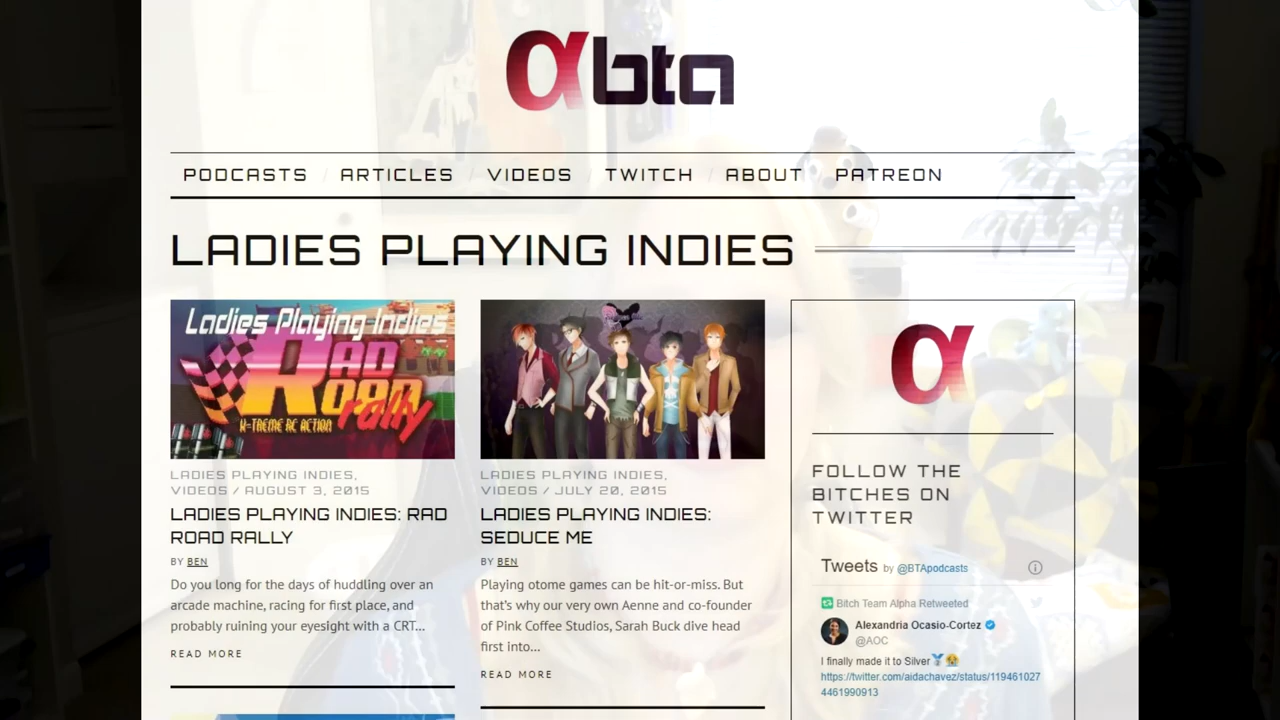 αbta
PODCASTS / ARTICLES / VIDEOS / TWITCH / ABOUT / PATREON
LADIES PLAYING INDIES
Ladies Playing Indies
RAD
ROAD rally
X-TREME RC ACTION
LADIES PLAYING INDIES,
VIDEOS / AUGUST 3, 2015
LADIES PLAYING INDIES: RAD
ROAD RALLY
BY BEN
Do you long for the days of huddling over an
arcade machine, racing for first place, and
probably ruining your eyesight with a CRT...
READ MORE
LADIES PLAYING INDIES,
VIDEOS / JULY 20, 2015
LADIES PLAYING INDIES:
SEDUCE ME
BY BEN
Playing otome games can be hit-or-miss. But
that's why our very own Aenne and co-founder
of Pink Coffee Studios, Sarah Buck dive head
first into...
READ MORE
α
FOLLOW THE
BITCHES ON
TWITTER
Tweets by @BTApodcasts
Bitch Team Alpha Retweeted
Alexandria Ocasio-Cortez
@AOC
I finally made it to Silver🥈😭
https://twitter.com/aidachavez/status/119461027
4461990913